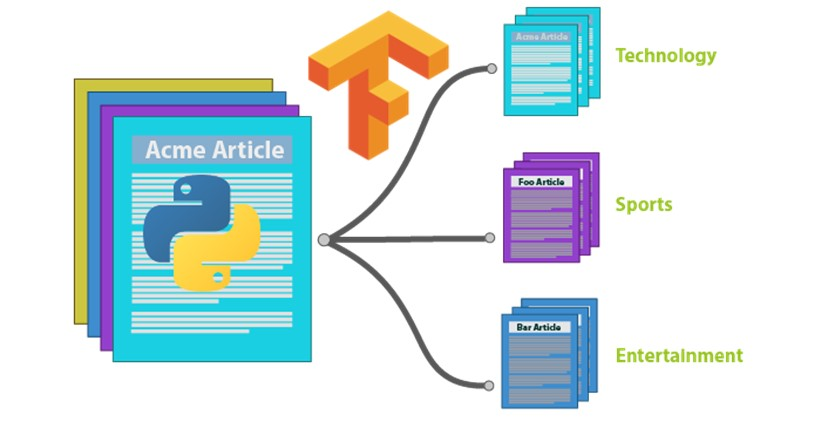 Acme Article
Acme Article
Technology
Foo Article
Sports
Bar Article
Entertainment